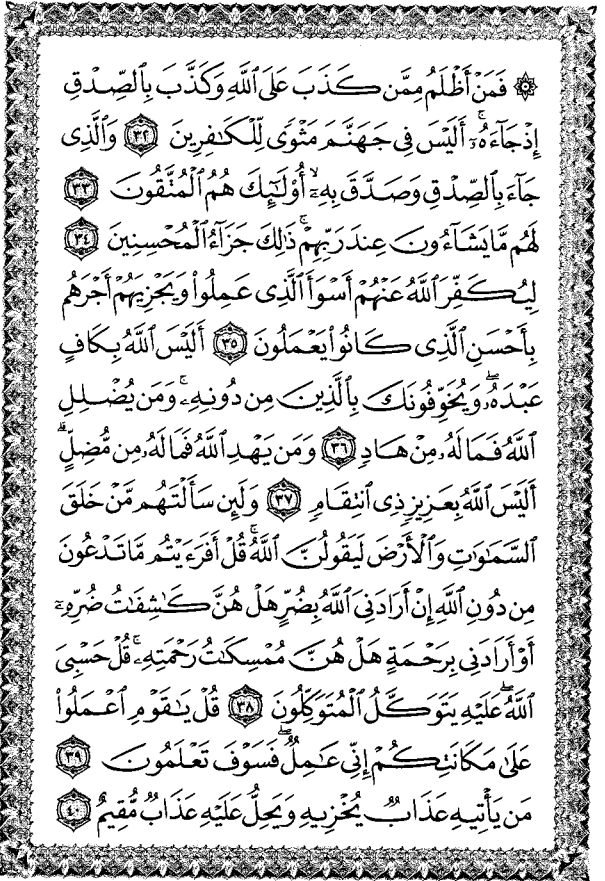 ۞ فَمَنْ أَظْلَمُ مِمَّن كَذَبَ عَلَى ٱللَّهِ وَكَذَّبَ بِٱلصِّدْقِ
إِذْ جَآءَهُۥٓ ۚ أَلَيْسَ فِى جَهَنَّمَ مَثْوًى لِّلْكَـٰفِرِينَ ٣٢ وَٱلَّذِى
جَآءَ بِٱلصِّدْقِ وَصَدَّقَ بِهِۦٓ ۙ أُو۟لَـٰٓئِكَ هُمُ ٱلْمُتَّقُونَ ٣٣
لَهُم مَّا يَشَآءُونَ عِندَ رَبِّهِمْ ۚ ذَٰلِكَ جَزَآءُ ٱلْمُحْسِنِينَ ٣٤
لِيُكَفِّرَ ٱللَّهُ عَنْهُمْ أَسْوَأَ ٱلَّذِى عَمِلُوا۟ وَيَجْزِيَهُمْ أَجْرَهُم
بِأَحْسَنِ ٱلَّذِى كَانُوا۟ يَعْمَلُونَ ٣٥ أَلَيْسَ ٱللَّهُ بِكَافٍ
عَبْدَهُۥ ۖ وَيُخَوِّفُونَكَ بِٱلَّذِينَ مِن دُونِهِۦ ۚ وَمَن يُضْلِلِ
ٱللَّهُ فَمَا لَهُۥ مِنْ هَادٍ ٣٦ وَمَن يَهْدِ ٱللَّهُ فَمَا لَهُۥ مِن مُّضِلٍّ ۗ
أَلَيْسَ ٱللَّهُ بِعَزِيزٍ ذِى ٱنتِقَامٍ ٣٧ وَلَئِن سَأَلْتَهُم مَّنْ خَلَقَ
ٱلسَّمَـٰوَٰتِ وَٱلْأَرْضَ لَيَقُولُنَّ ٱللَّهُ ۚ قُلْ أَفَرَءَيْتُم مَّا تَدْعُونَ
مِن دُونِ ٱللَّهِ إِنْ أَرَادَنِىَ ٱللَّهُ بِضُرٍّ هَلْ هُنَّ كَـٰشِفَـٰتُ ضُرِّهِۦٓ
أَوْ أَرَادَنِى بِرَحْمَةٍ هَلْ هُنَّ مُمْسِكَـٰتُ رَحْمَتِهِۦ ۚ قُلْ حَسْبِىَ
ٱللَّهُ ۖ عَلَيْهِ يَتَوَكَّلُ ٱلْمُتَوَكِّلُونَ ٣٨ قُلْ يَـٰقَوْمِ ٱعْمَلُوا۟
عَلَىٰ مَكَانَتِكُمْ إِنِّى عَـٰمِلٌ ۖ فَسَوْفَ تَعْلَمُونَ ٣٩
مَن يَأْتِيهِ عَذَابٌ يُخْزِيهِ وَيَحِلُّ عَلَيْهِ عَذَابٌ مُّقِيمٌ ٤٠